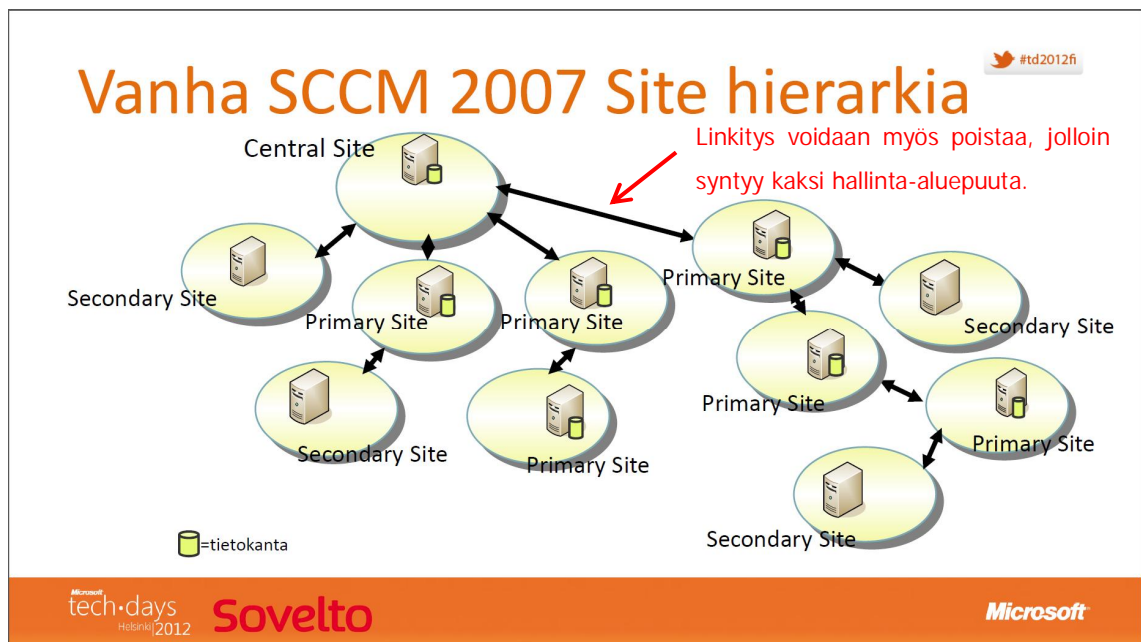 #td2012fi
Vanha SCCM 2007 Site hierarkia
Linkitys voidaan myös poistaa, jolloin
syntyy kaksi hallinta-aluepuuta.
Central Site
Secondary Site
Primary Site
Primary Site
Primary Site
Secondary Site
Secondary Site
Primary Site
Primary Site
Primary Site
Secondary Site
=tietokanta
Microsoft
tech·days
Helsinki|2012
Sovelto
Microsoft